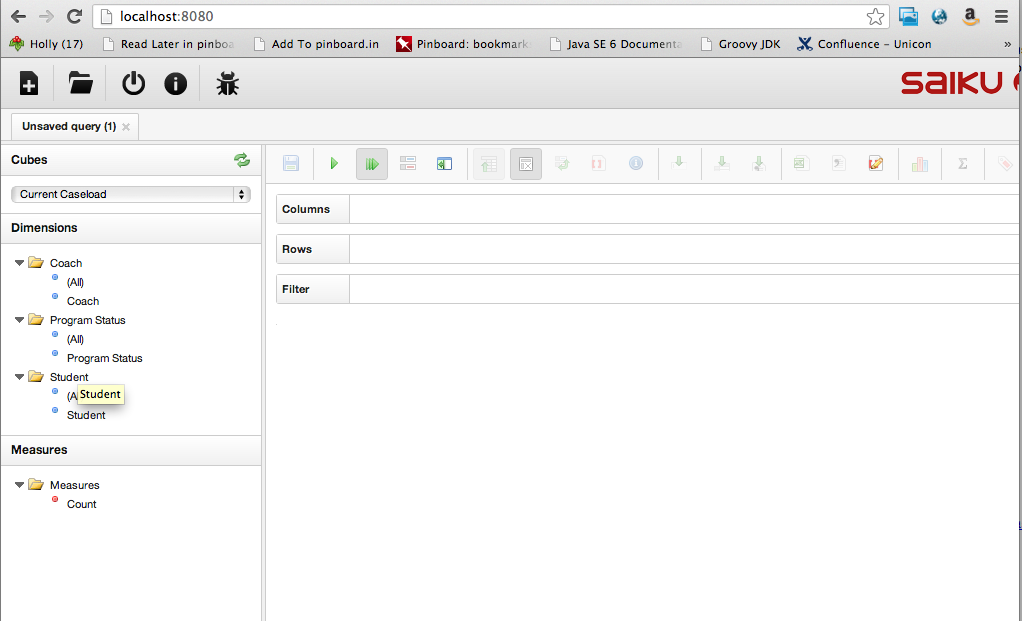 localhost:8080
Holly (17)
Read Later in pinboa
Add To pinboard.in
Pinboard: bookmark
Java SE 6 Documenta
Groovy JDK
Confluence – Unicon
»
saiku
Unsaved query (1) ×
Cubes
Current Caseload
Dimensions
Coach
(All)
Coach
Program Status
(All)
Program Status
Student
(A
Student
Student
Measures
Measures
Count
Columns
Rows
Filter